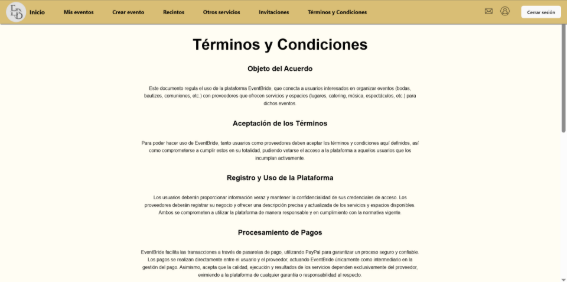 EB Inicio Mis eventos Crear evento Recintos Otros servicios Invitaciones Términos y Condiciones Cerrar sesión
Términos y Condiciones
Objeto del Acuerdo
Este documento regula el uso de la plataforma EventBride, que conecta a usuarios interesados en organizar eventos (bodas,
bautizos, comuniones, etc.) con proveedores que ofrecen servicios y espacios (lugares, catering, música, espectáculos, etc.) para
dichos eventos
Aceptación de los Términos
Para poder hacer uso de EventBride, tanto usuarios como proveedores deben aceptar los términos y condiciones aquí definidos, así
como comprometerse a cumplir estos en su totalidad, pudiendo vetarse el acceso a la plataforma a aquellos usuarios que los
incumplan activamente.
Registro y Uso de la Plataforma
Los usuarios deberán proporcionar información veraz y mantener la confidencialidad de sus credenciales de acceso. Los
proveedores deberán registrar su negocio y ofrecer una descripción precisa y actualizada de los servicios y espacios disponibles.
Ambos se comprometen a utilizar la plataforma de manera responsable y en cumplimiento con la normativa vigente.
Procesamiento de Pagos
EventBride facilita las transacciones a través de pasarelas de pago, utilizando PayPal para garantizar un proceso seguro y confiable.
Los pagos se realizan directamente entre el usuario y el proveedor, actuando EventBride únicamente como intermediario en la
gestión del pago. Asimismo, acepta que la calidad, ejecución y resultados de los servicios dependen exclusivamente del proveedor,
eximiendo a la plataforma de cualquier garantía o responsabilidad al respecto.